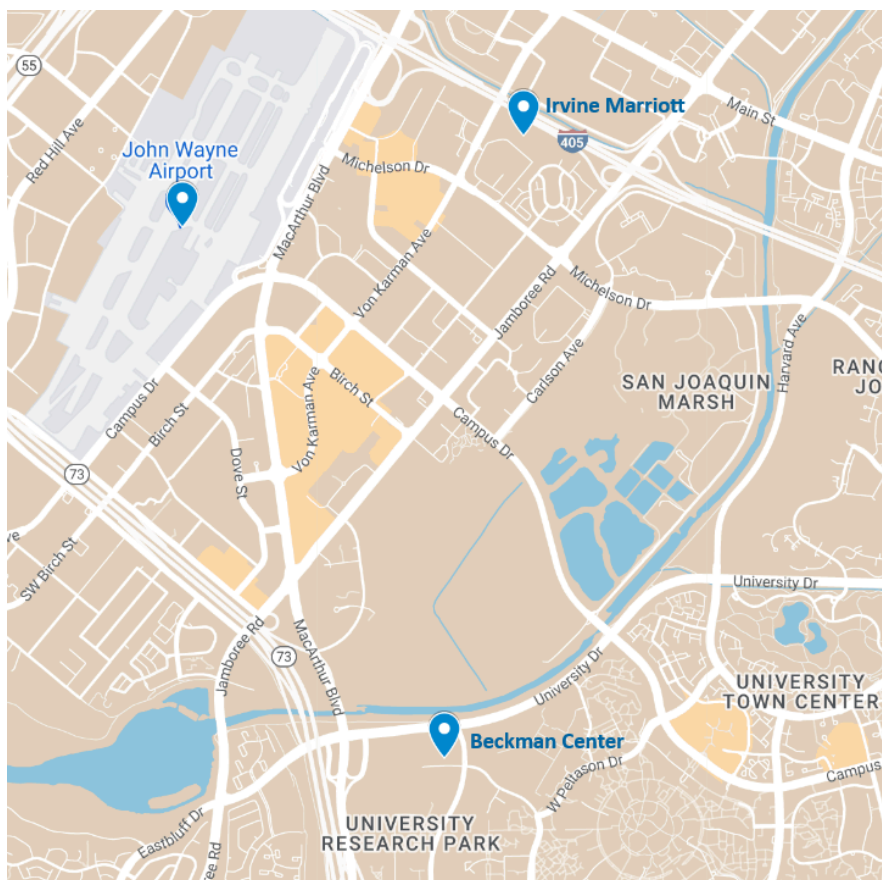 55
Irvine Marriott
Main St
405
John Wayne
Airport
Red Hill Ave
Michelson Dr
MacArthur Blvd
Von Karman Ave
Jamboree Rd
Michelson Dr
Harvard Ave
Carlson Ave
SAN JOAQUIN
MARSH
RANC
JO
Campus Dr
Birch St
Von Karman Ave
Birch St
Campus Dr
Dove St
73
ve
SW Birch St
University Dr
Jamboree Rd
73
MacArthur Blvd
University Dr
UNIVERSITY
TOWN CENTER
Beckman Center
W Peltason Dr
Campus
Eastbluff Dr
UNIVERSITY
RESEARCH PARK
ee Rd